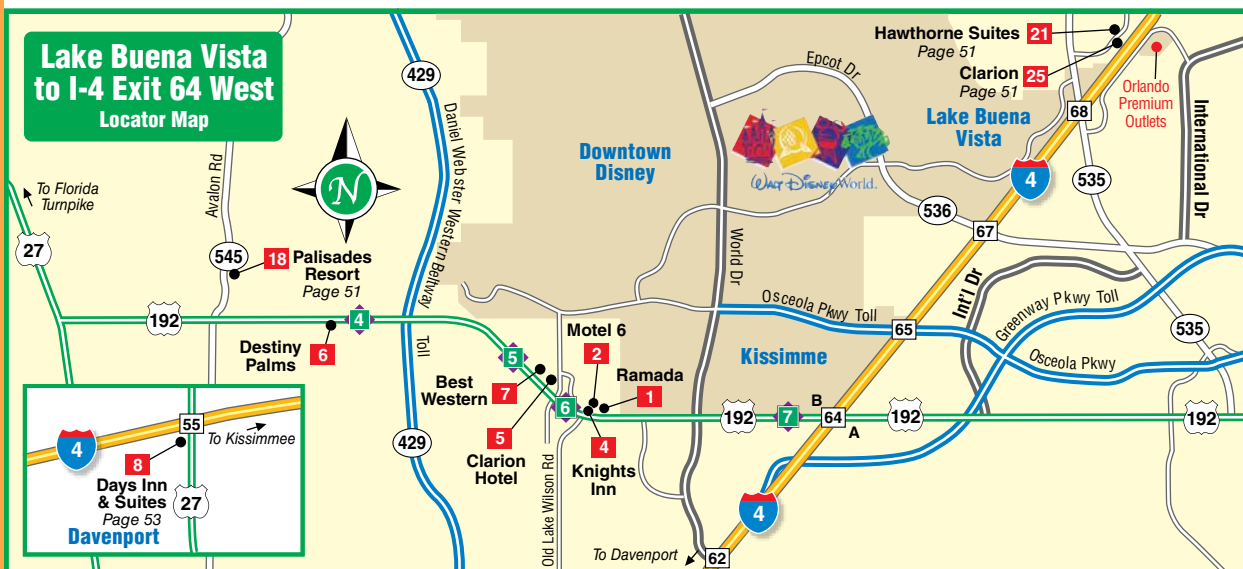 Lake Buena Vista
to I-4 Exit 64 West
Locator Map
N
To Florida
Turnpike
27
Avalon Rd
545
18 Palisades
Resort
Page 51
192
4
Destiny
Palms
6
429
Daniel Webster Western Beltway
Toll
429
Downtown
Disney
Epcot Dr
WALT DISNEY World.
Lake Buena
Vista
Hawthorne Suites 21
Page 51
Clarion 25
Page 51
Orlando
Premium
Outlets
International Dr
68
4
535
536
67
World Dr
Osceola Pkwy Toll
65
Int'l Dr
Greenway Pkwy Toll
Osceola Pkwy
535
Kissimme
5
Best
Western 7
5
Clarion
Hotel
6
Motel 6
2
Ramada
1
4
Knights
Inn
Old Lake Wilson Rd
192
7
B
64
A
192
192
4
To Davenport
62
4
55
To Kissimmee
8
Days Inn
& Suites
Page 53
27
Davenport